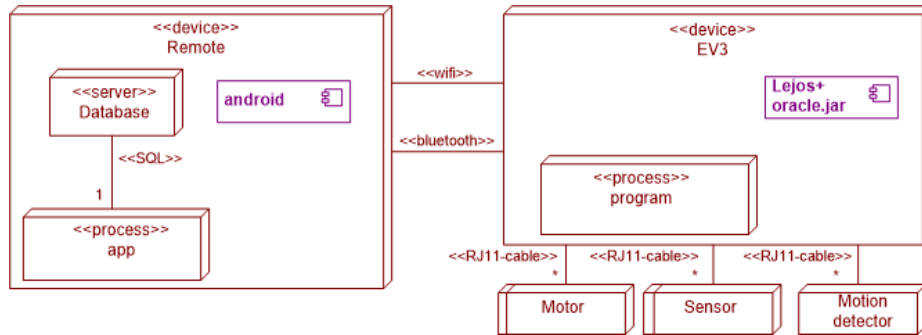 <<device>>
Remote
<<server>>
Database
android
<<SQL>>
1
<<process>>
app
<<wifi>>
<<bluetooth>>
<<device>>
EV3
Lejos+
oracle.jar
<<process>>
program
<<RJ11-cable>> <<RJ11-cable>> <<RJ11-cable>>
* * *
Motor
Sensor
Motion
detector